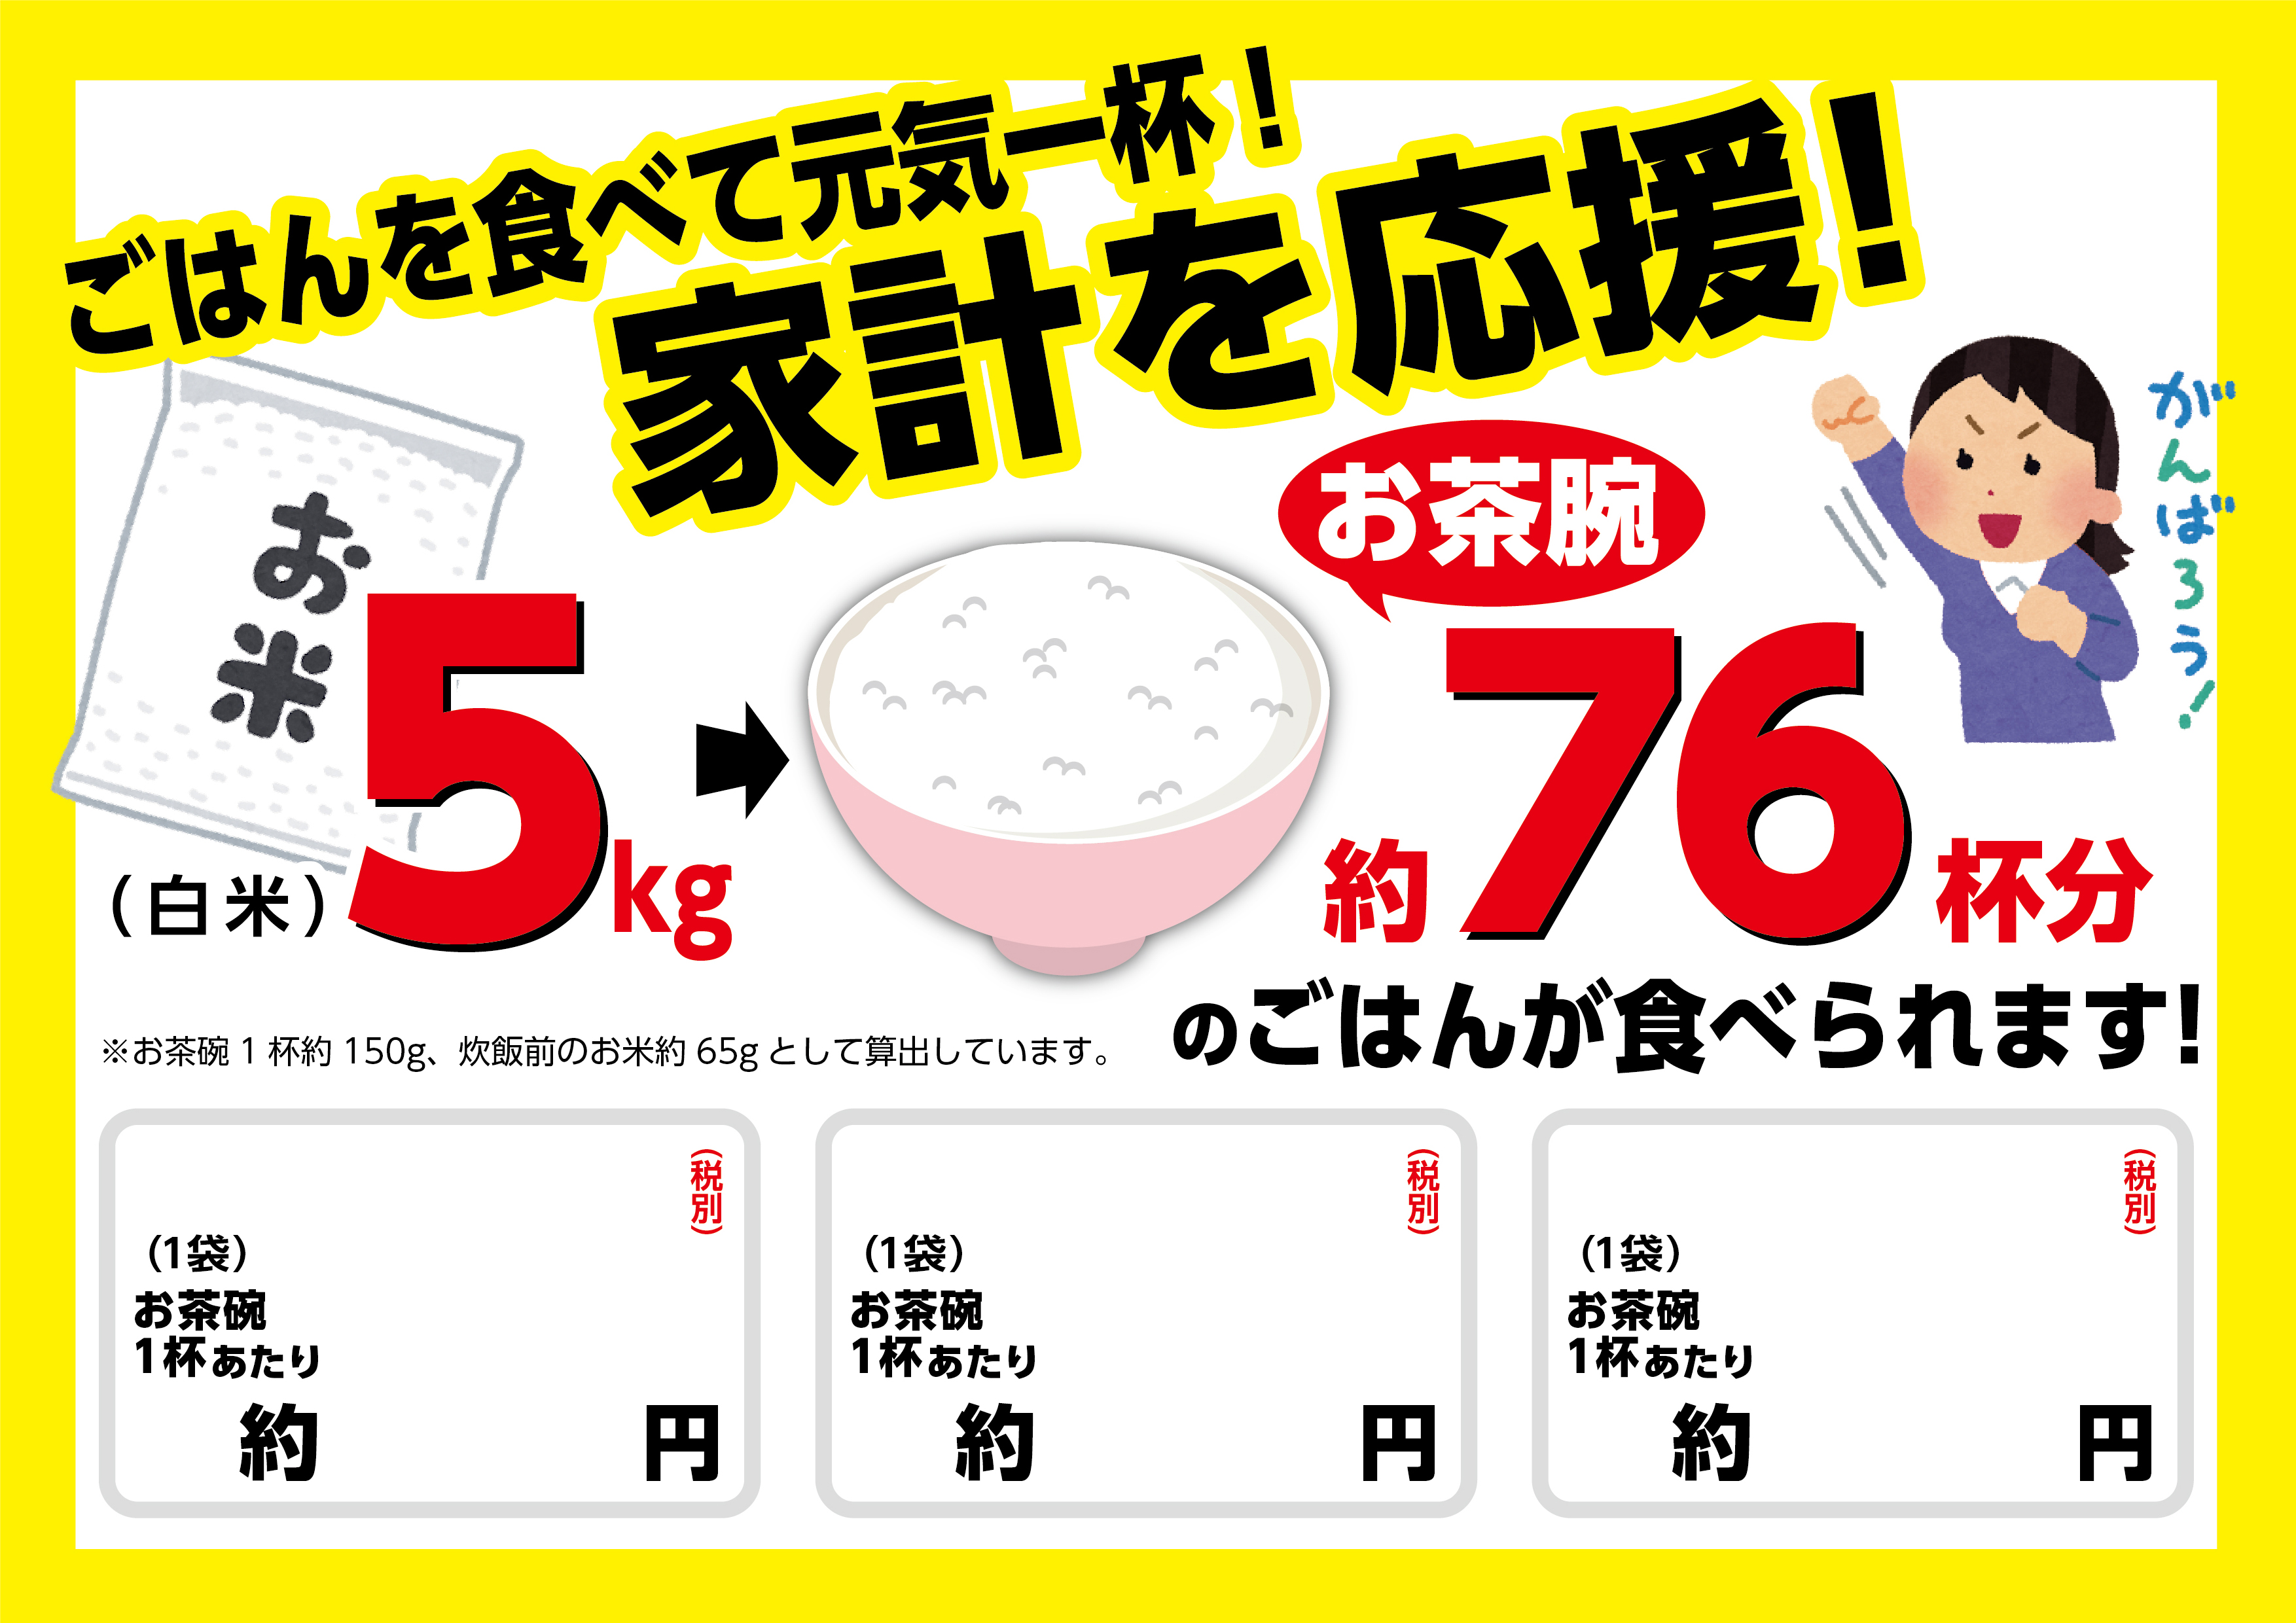 ごはんを食べて元気一杯！
家計を応援！
お米
がんばろう！
お茶腕
（白米）5kg
約76杯分
のごはんが食べられます！
※お茶碗1杯約150g、炊飯前のお米約65gとして算出しています。
（税別）
（1袋）
お茶碗
1杯あたり
約 円
（税別）
（1袋）
お茶碗
1杯あたり
約 円
（税別）
（1袋）
お茶碗
1杯あたり
約 円